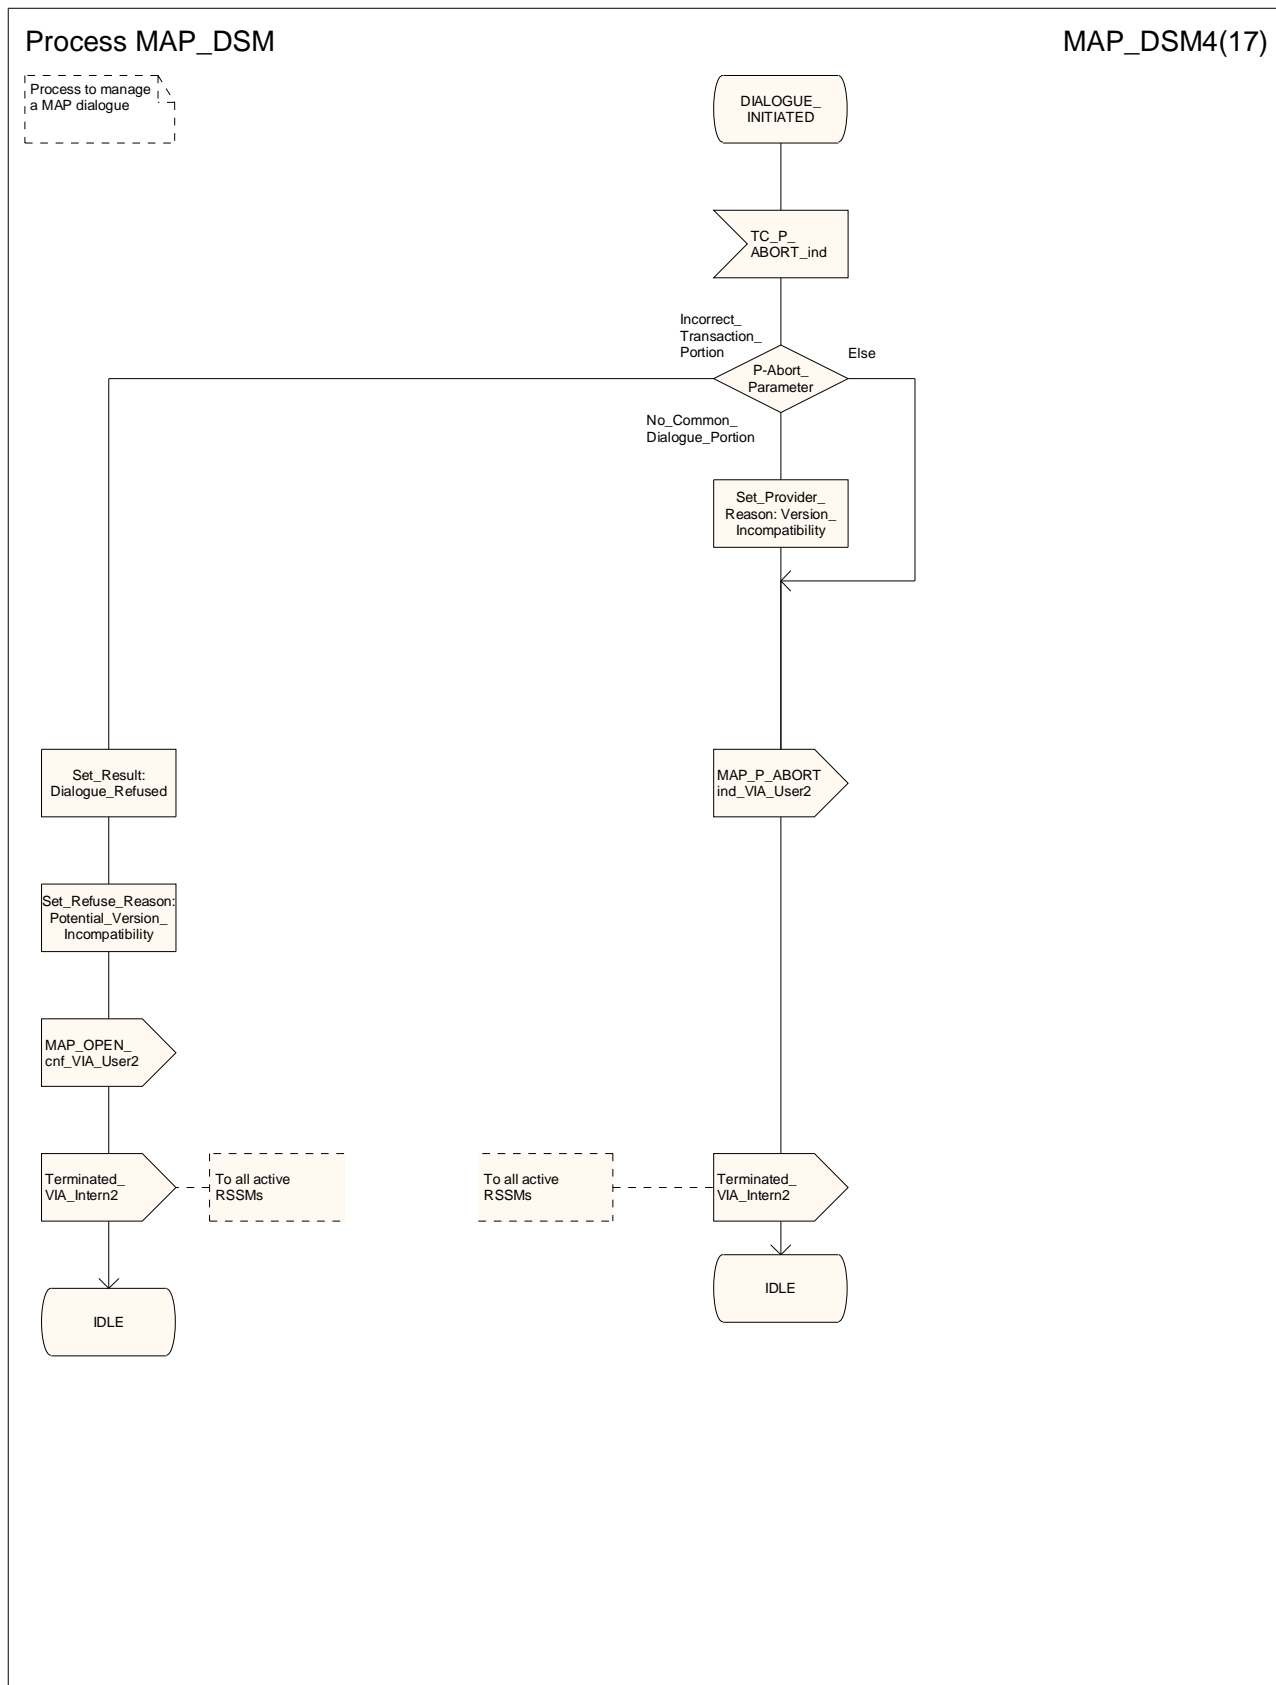 Process MAP_DSM
MAP_DSM4(17)
Process to manage
a MAP dialogue
DIALOGUE_
INITIATED
TC_P_
ABORT_ind
Incorrect_
Transaction_
Portion
Else
P-Abort_
Parameter
No_Common_
Dialogue_Portion
Set_Provider_
Reason: Version_
Incompatibility
Set_Result:
Dialogue_Refused
MAP_P_ABORT
ind_VIA_User2
Set_Refuse_Reason:
Potential_Version_
Incompatibility
MAP_OPEN_
cnf_VIA_User2
Terminated_
VIA_Intern2
To all active
RSSMs
To all active
RSSMs
Terminated_
VIA_Intern2
IDLE
IDLE